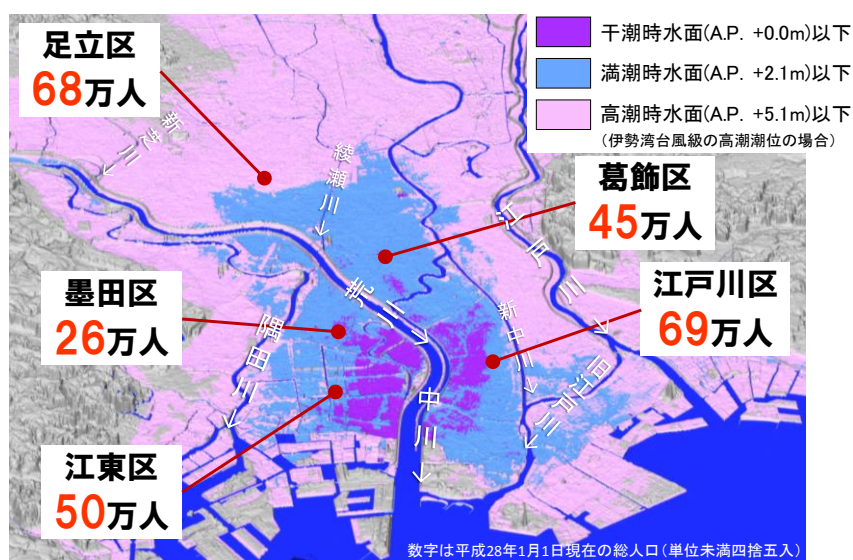 足立区
68万人
干潮時水面(A.P. +0.0m)以下
満潮時水面(A.P. +2.1m)以下
高潮時水面(A.P. +5.1m)以下
(伊勢湾台風級の高潮潮位の場合)
新芝川↓
綾瀬川↓
葛飾区
45万人
江戸川↓
墨田区
26万人
荒川↓
江戸川区
69万人
隅田川↓
新中川↓
旧江戸川↓
中川↓
江東区
50万人
数字は平成28年1月1日現在の総人口(単位未満四捨五入)